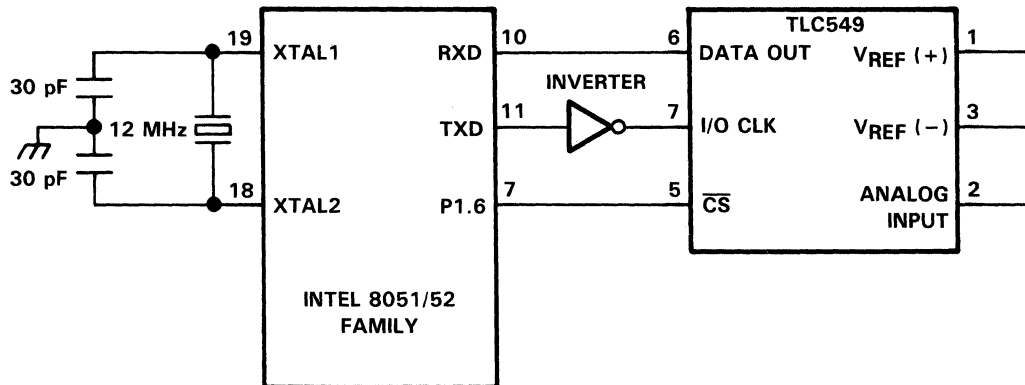 30 pF
30 pF
12 MHz
19
18
XTAL1
XTAL2
RXD
TXD
P1.6
INTEL 8051/52
FAMILY
10
11
7
INVERTER
6
7
5
TLC549
DATA OUT
I/O CLK
CS
VREF (+)
VREF (-)
ANALOG
INPUT
1
3
2